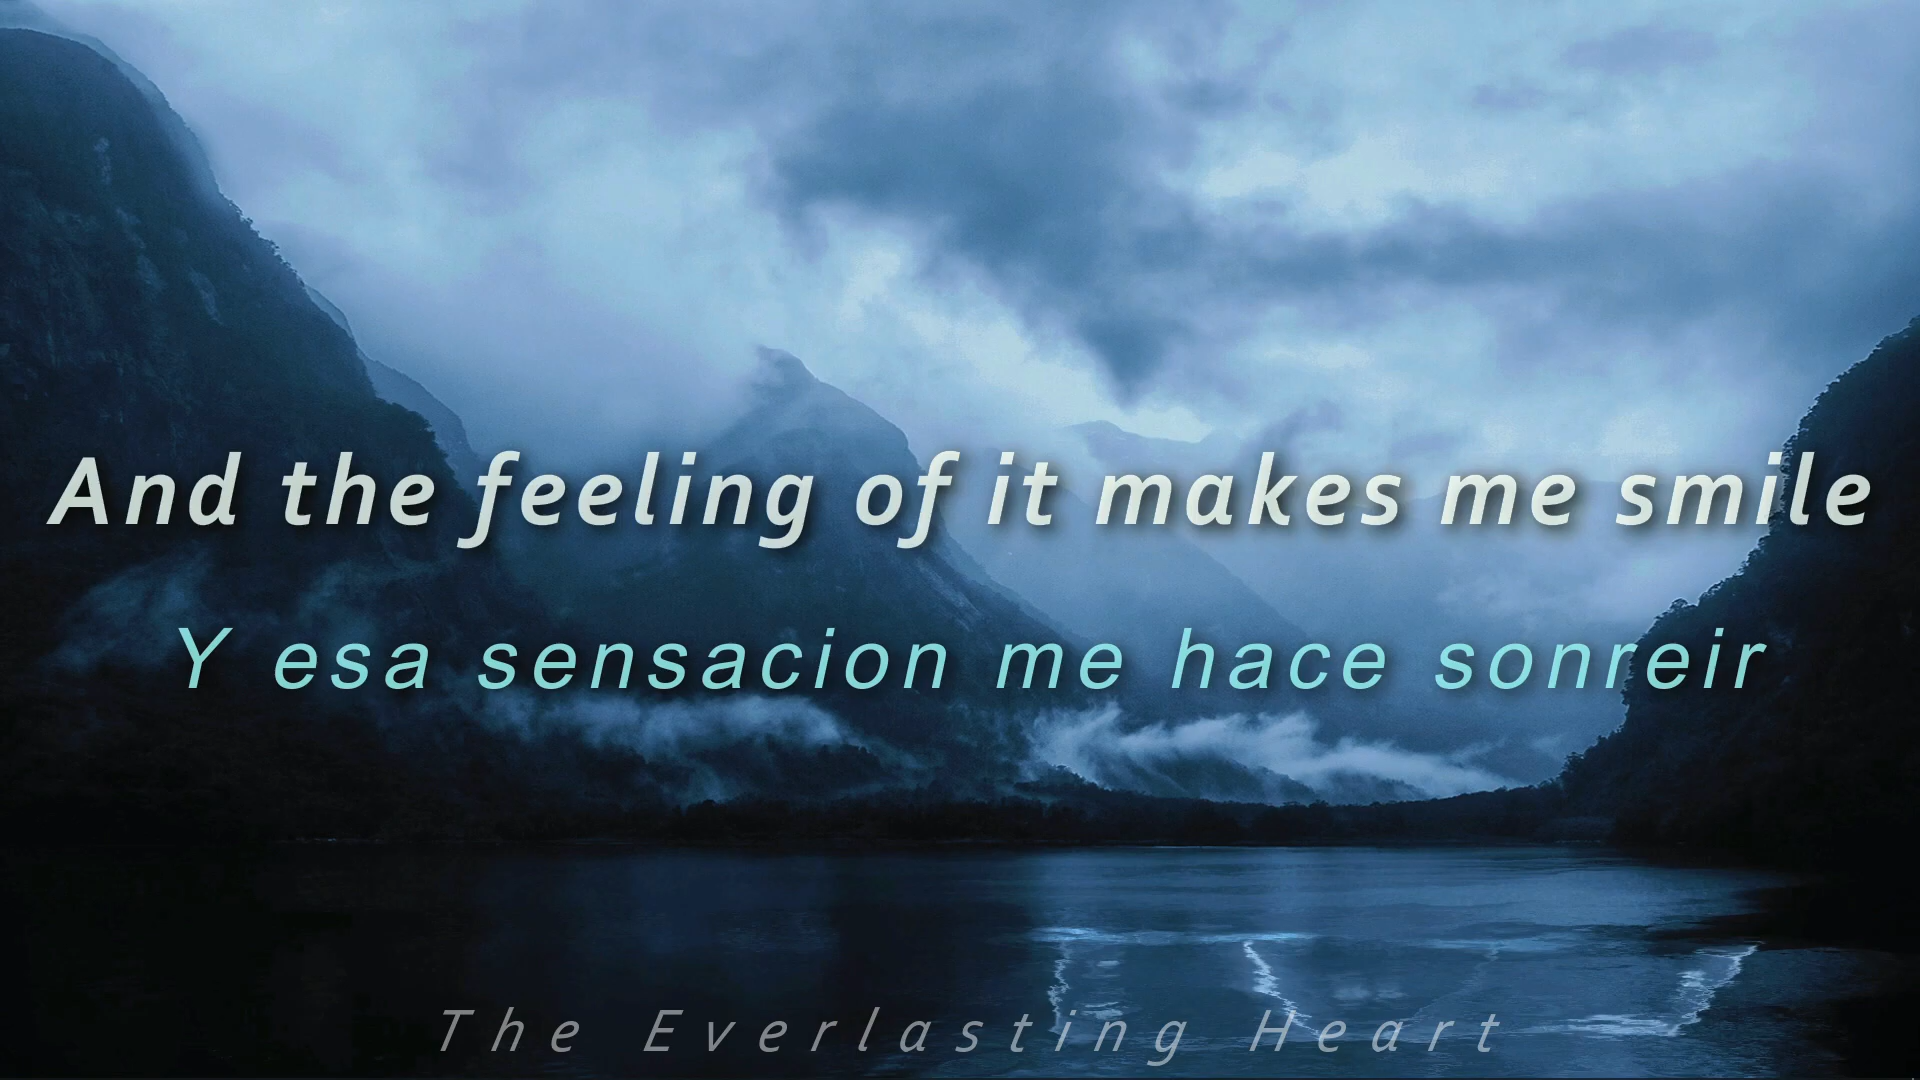 And the feeling of it makes me smile
Y esa sensacion me hace sonreir
The Everlasting Heart